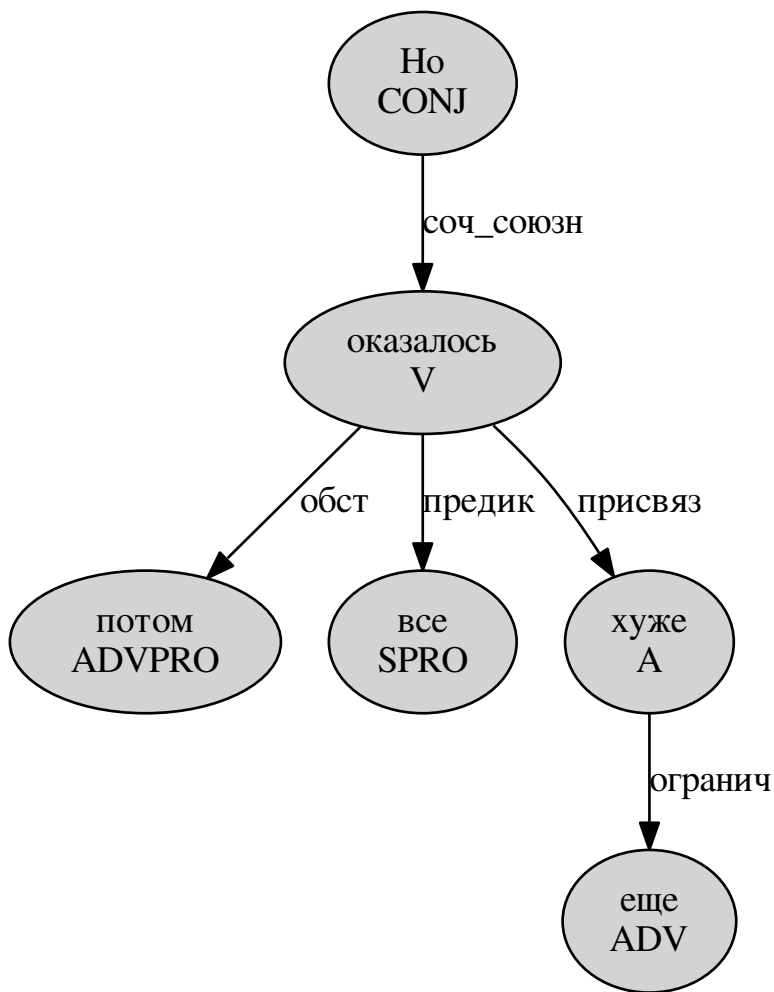 Но
CONJ
соч_союзн
оказалось
V
обст
предик
присвяз
потом
ADVPRO
все
SPRO
хуже
A
огранич
еще
ADV